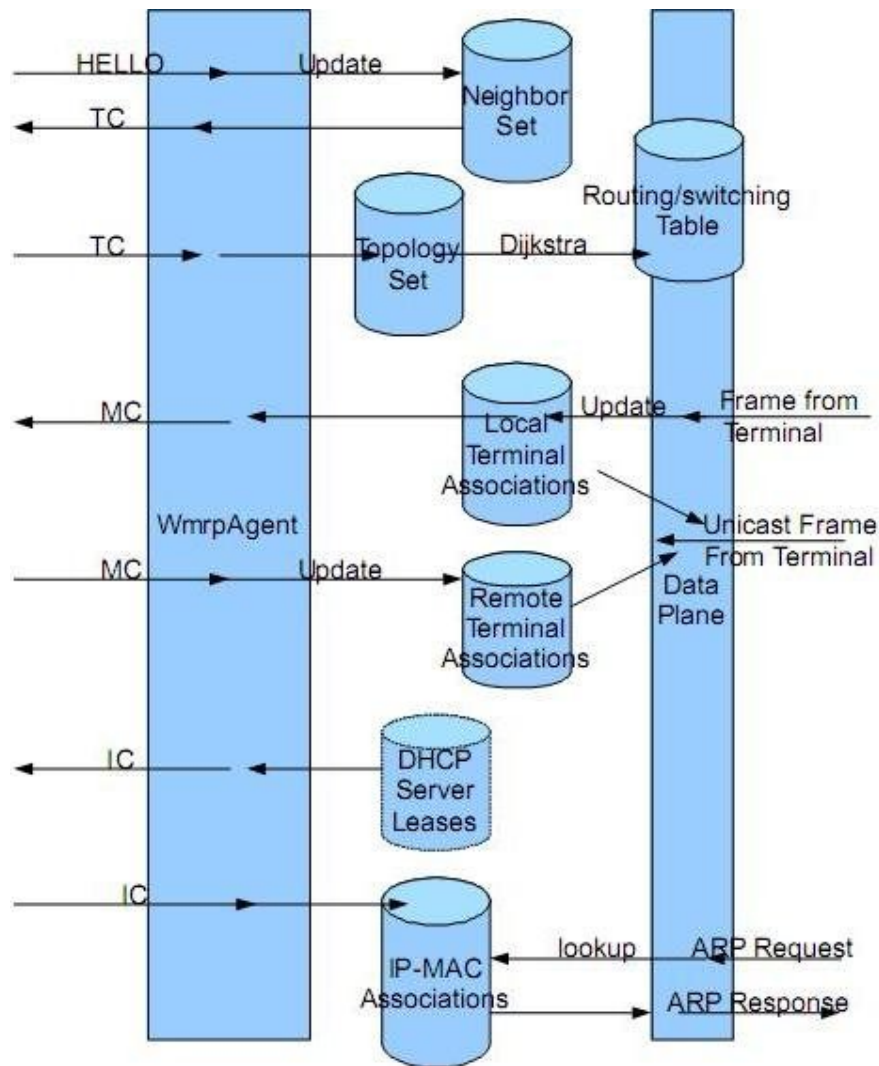 HELLO
Update
Neighbor
Set
TC
Routing/switching
Table
TC
Topology
Set
Dijkstra
MC
Local
Terminal
Associations
Update
Frame from
Terminal
WmrpAgent
Unicast Frame
From Terminal
MC
Update
Remote
Terminal
Associations
Data
Plane
IC
DHCP
Server
Leases
IC
IP-MAC
Associations
lookup
ARP Request
ARP Response